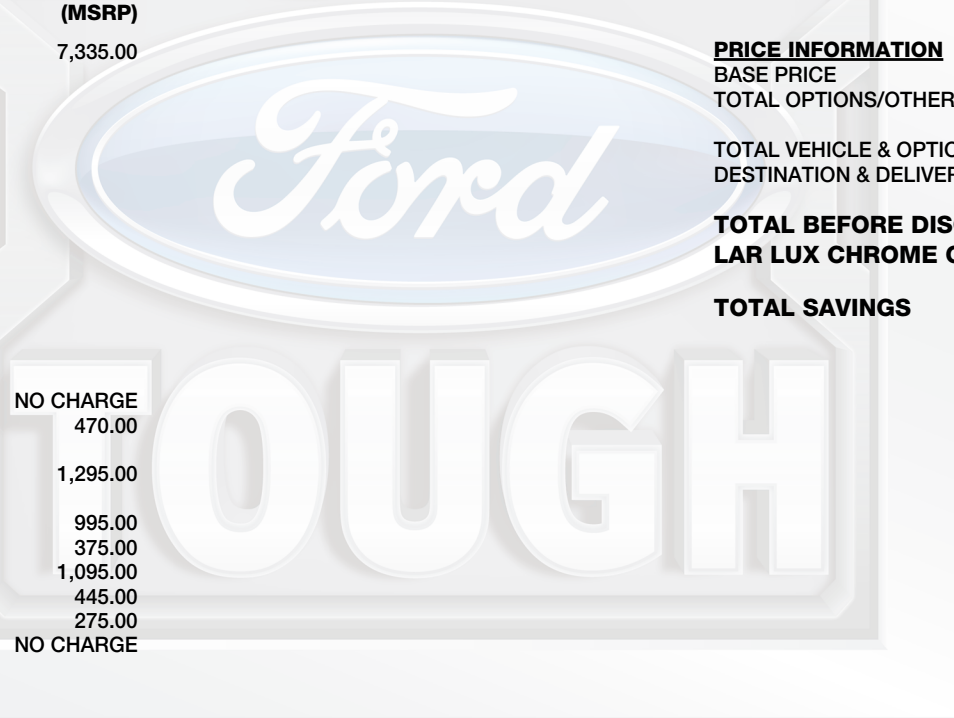 (MSRP)
7,335.00
NO CHARGE
470.00
1,295.00
995.00
375.00
1,095.00
445.00
275.00
NO CHARGE
PRICE INFORMATION
BASE PRICE
TOTAL OPTIONS/OTHER
TOTAL VEHICLE & OPTIO
DESTINATION & DELIVER
TOTAL BEFORE DIS
LAR LUX CHROME
TOTAL SAVINGS
Ford
TOUGH